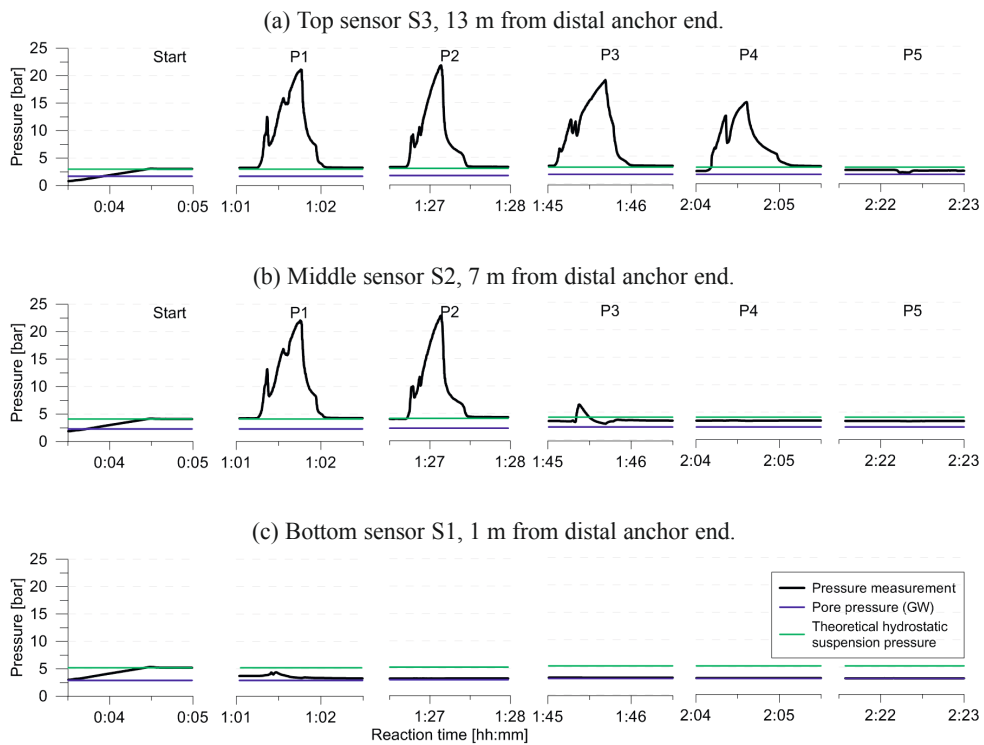 (a) Top sensor S3, 13 m from distal anchor end.
Start P1 P2 P3 P4 P5
Pressure [bar]
25
20
15
10
5
0
0:04 0:05 1:01 1:02 1:27 1:28 1:45 1:46 2:04 2:05 2:22 2:23
(b) Middle sensor S2, 7 m from distal anchor end.
Start P1 P2 P3 P4 P5
Pressure [bar]
25
20
15
10
5
0
0:04 0:05 1:01 1:02 1:27 1:28 1:45 1:46 2:04 2:05 2:22 2:23
(c) Bottom sensor S1, 1 m from distal anchor end.
Pressure [bar]
25
20
15
10
5
0
Pressure measurement
Pore pressure (GW)
Theoretical hydrostatic
suspension pressure
0:04 0:05 1:01 1:02 1:27 1:28 1:45 1:46 2:04 2:05 2:22 2:23
Reaction time [hh:mm]